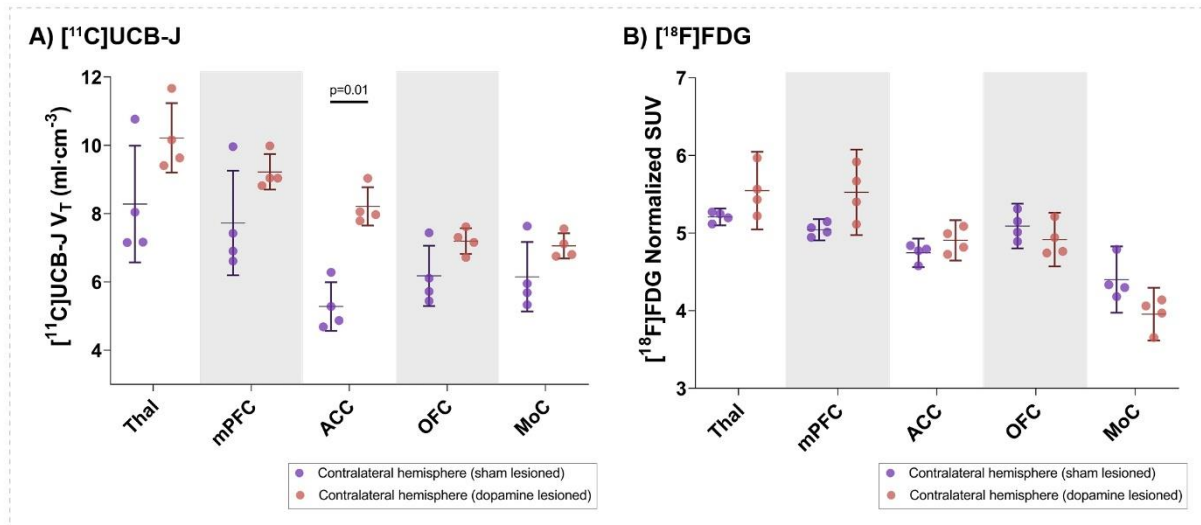 A) [¹¹C]UCB-J
[¹¹C]UCB-J V_T (ml·cm⁻³)
12
10
8
6
4
p=0.01
Thal
mPFC
ACC
OFC
MoC
Contralateral hemisphere (sham lesioned)
Contralateral hemisphere (dopamine lesioned)
B) [¹⁸F]FDG
[¹⁸F]FDG Normalized SUV
7
6
5
4
3
Thal
mPFC
ACC
OFC
MoC
Contralateral hemisphere (sham lesioned)
Contralateral hemisphere (dopamine lesioned)